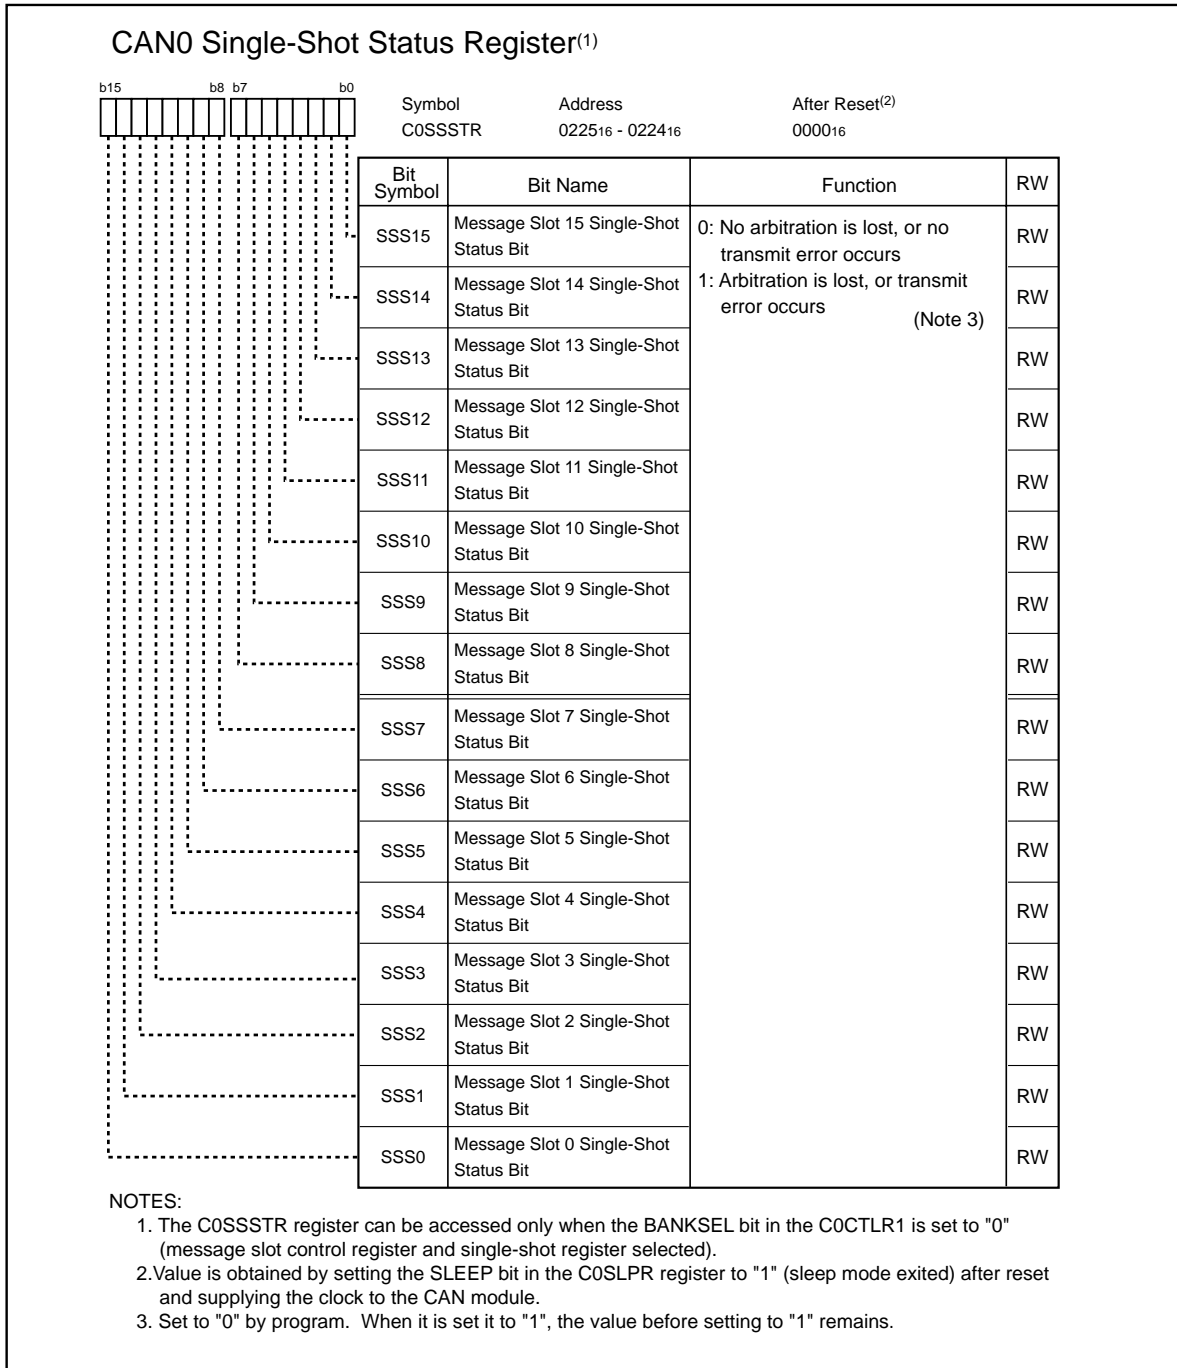 CAN0 Single-Shot Status Register(1)
b15 b8 b7 b0
Symbol Address After Reset(2)
C0SSSTR 022516 - 022416 000016
Bit Symbol Bit Name Function RW
SSS15 Message Slot 15 Single-Shot Status Bit RW
0: No arbitration is lost, or no
transmit error occurs
1: Arbitration is lost, or transmit
error occurs
(Note 3)
SSS14 Message Slot 14 Single-Shot Status Bit RW
SSS13 Message Slot 13 Single-Shot Status Bit RW
SSS12 Message Slot 12 Single-Shot Status Bit RW
SSS11 Message Slot 11 Single-Shot Status Bit RW
SSS10 Message Slot 10 Single-Shot Status Bit RW
SSS9 Message Slot 9 Single-Shot Status Bit RW
SSS8 Message Slot 8 Single-Shot Status Bit RW
SSS7 Message Slot 7 Single-Shot Status Bit RW
SSS6 Message Slot 6 Single-Shot Status Bit RW
SSS5 Message Slot 5 Single-Shot Status Bit RW
SSS4 Message Slot 4 Single-Shot Status Bit RW
SSS3 Message Slot 3 Single-Shot Status Bit RW
SSS2 Message Slot 2 Single-Shot Status Bit RW
SSS1 Message Slot 1 Single-Shot Status Bit RW
SSS0 Message Slot 0 Single-Shot Status Bit RW
NOTES:
1. The C0SSSTR register can be accessed only when the BANKSEL bit in the C0CTLR1 is set to "0"
(message slot control register and single-shot register selected).
2.Value is obtained by setting the SLEEP bit in the C0SLPR register to "1" (sleep mode exited) after reset
and supplying the clock to the CAN module.
3. Set to "0" by program. When it is set it to "1", the value before setting to "1" remains.